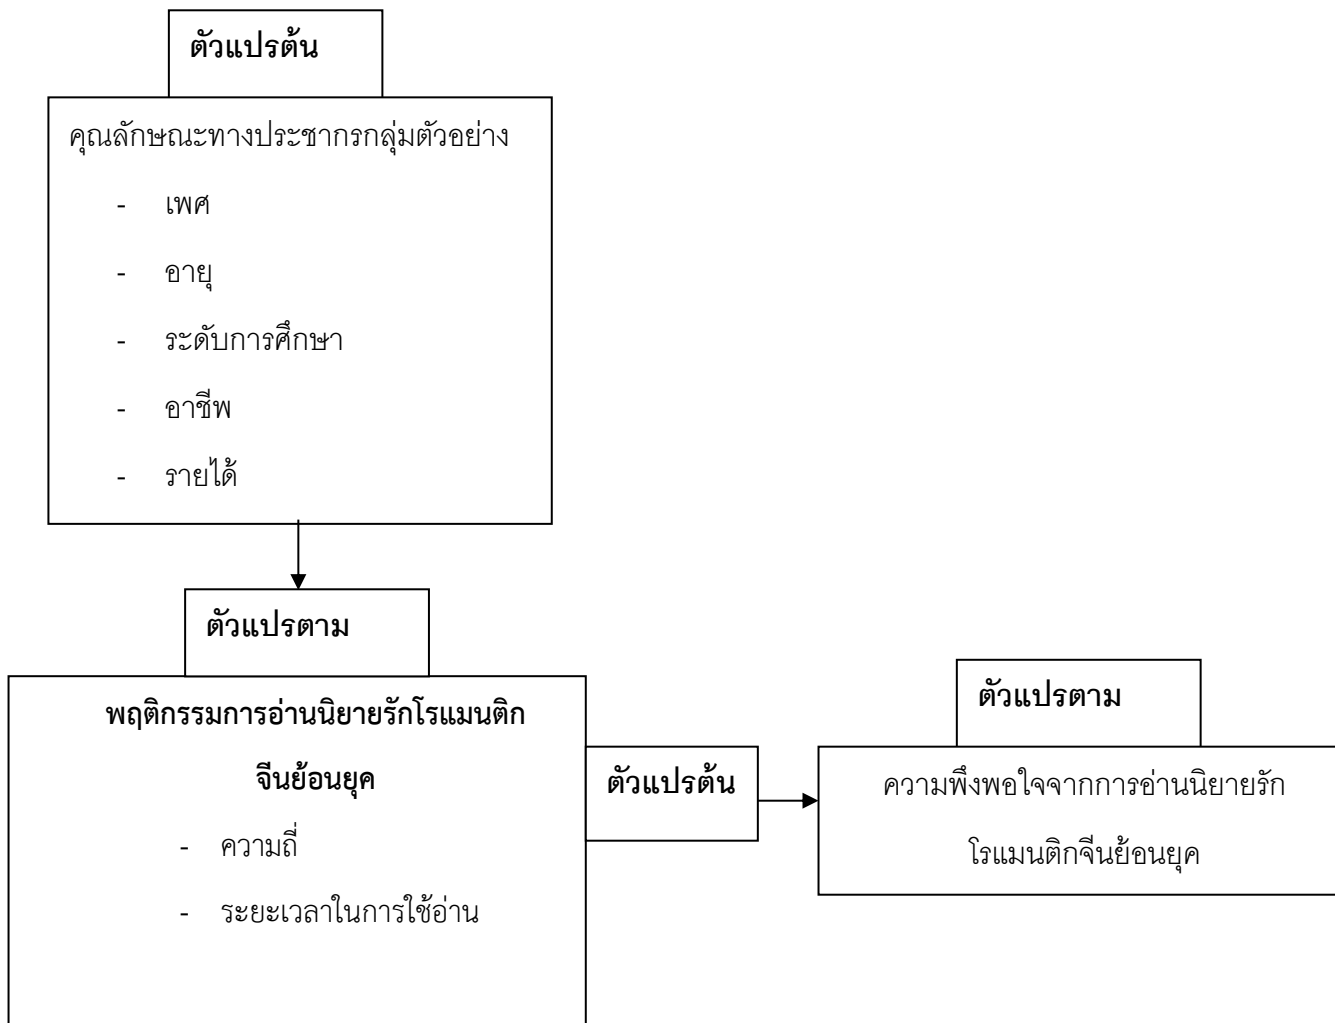 ตัวแปรต้น
คุณลักษณะทางประชากรกลุ่มตัวอย่าง
- เพศ
- อายุ
- ระดับการศึกษา
- อาชีพ
- รายได้
ตัวแปรตาม
พฤติกรรมการอ่านนิยายรักโรแมนติก
จีนย้อนยุค
- ความถี่
- ระยะเวลาในการใช้อ่าน
ตัวแปรต้น
ตัวแปรตาม
ความพึงพอใจจากการอ่านนิยายรัก
โรแมนติกจีนย้อนยุค